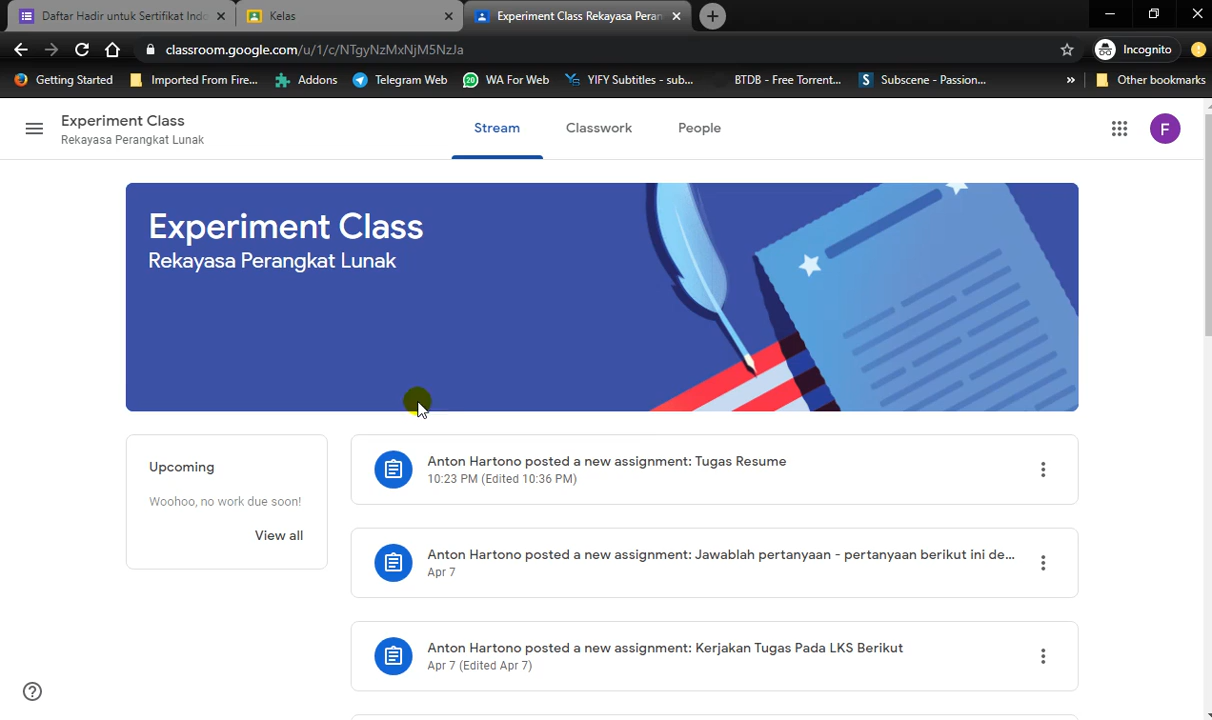 Daftar Hadir untuk Sertifikat Indo
Kelas
Experiment Class Rekayasa Peran
classroom.google.com/u/1/c/NTgyNzMxNjM5NzJa
Incognito
Getting Started
Imported From Fire...
Addons
Telegram Web
20
WA For Web
YIFY Subtitles - sub...
BTDB - Free Torrent...
S
Subscene - Passion...
»
Other bookmarks
Experiment Class
Rekayasa Perangkat Lunak
Stream
Classwork
People
F
Experiment Class
Rekayasa Perangkat Lunak
Upcoming
Woohoo, no work due soon!
View all
Anton Hartono posted a new assignment: Tugas Resume
10:23 PM (Edited 10:36 PM)
Anton Hartono posted a new assignment: Jawablah pertanyaan - pertanyaan berikut ini de...
Apr 7
Anton Hartono posted a new assignment: Kerjakan Tugas Pada LKS Berikut
Apr 7 (Edited Apr 7)